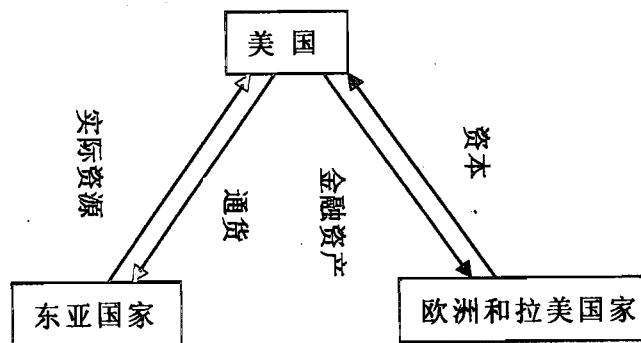 美国
实际资源
通货
金融资产
资本
东亚国家
欧洲和拉美国家